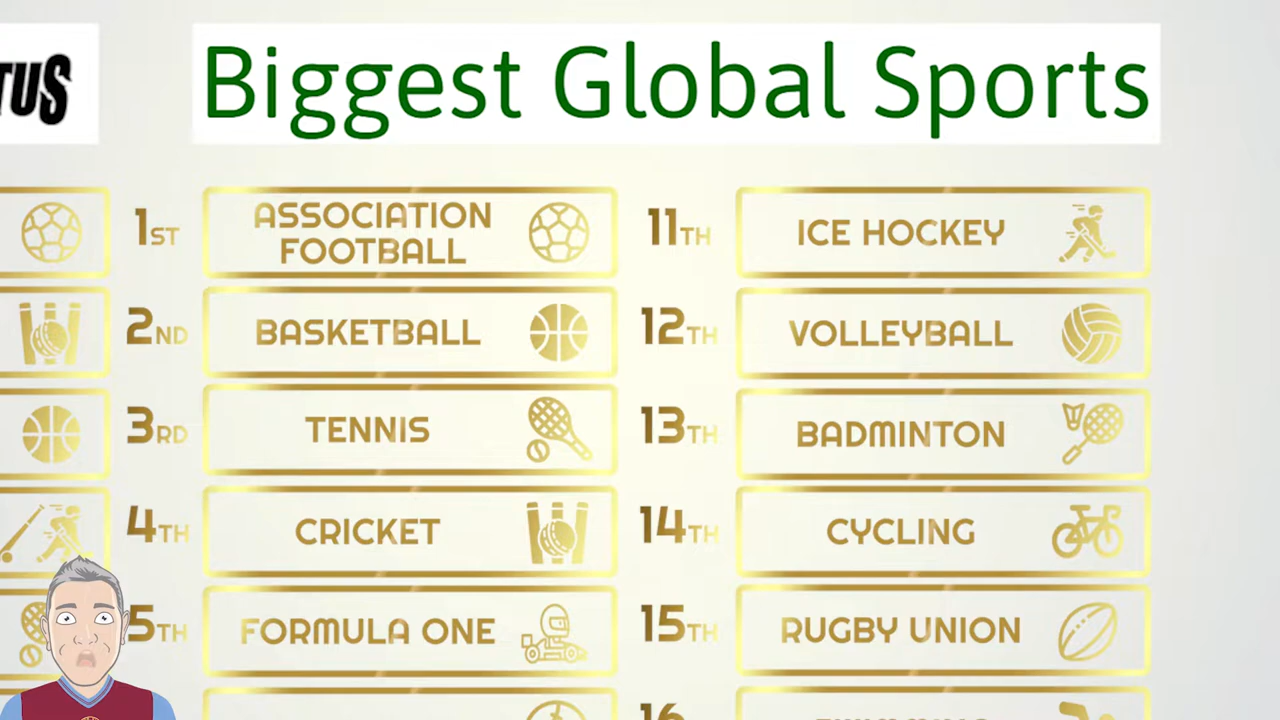 TUS
Biggest Global Sports
1ST
ASSOCIATION
FOOTBALL
2ND
BASKETBALL
3RD
TENNIS
4TH
CRICKET
5TH
FORMULA ONE
11TH
ICE HOCKEY
12TH
VOLLEYBALL
13TH
BADMINTON
14TH
CYCLING
15TH
RUGBY UNION
16